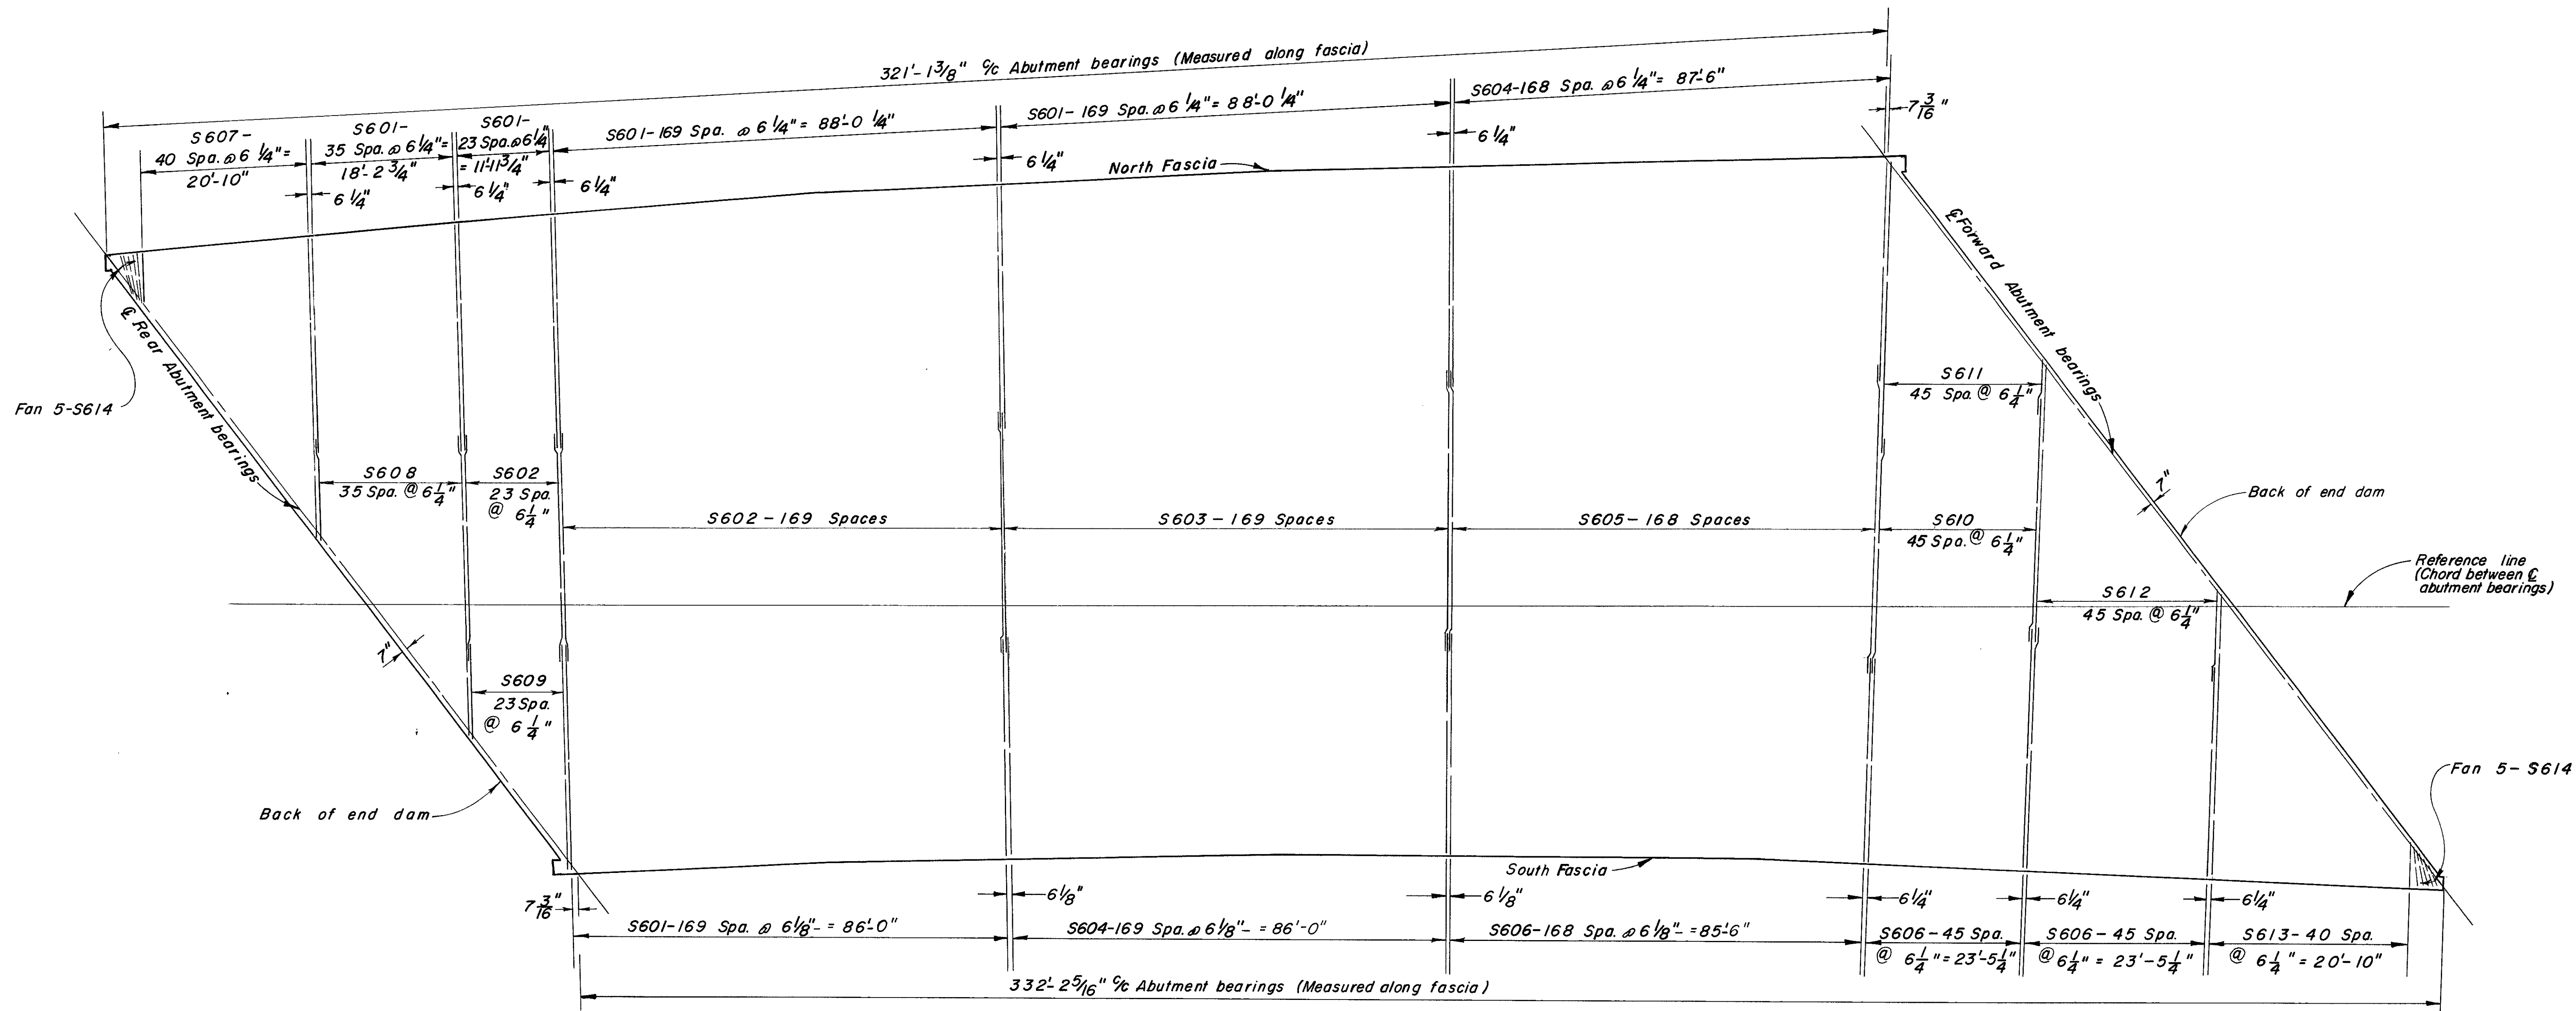 321'-1 3/8" C/C Abutment bearings (Measured along fascia)
S604-168 Spa. @ 6 1/4" = 87'-6"
S601-169 Spa. @ 6 1/4" = 88'-0 1/4"
S601-169 Spa. @ 6 1/4" = 88'-0 1/4"
S601-
23 Spa. @ 6 1/4"
= 11'-11 3/4"
S601-
35 Spa. @ 6 1/4" =
18'-2 3/4"
S607-
40 Spa. @ 6 1/4" =
20'-10"
7 3/16"
6 1/4"
6 1/4"
6 1/4"
6 1/4"
6 1/4"
North Fascia
℄ Forward Abutment bearings
℄ Rear Abutment bearings
Fan 5-S614
S611
45 Spa. @ 6 1/4"
S608
35 Spa. @ 6 1/4"
S602
23 Spa.
@ 6 1/4"
7"
Back of end dam
S602-169 Spaces
S603-169 Spaces
S605-168 Spaces
S610
45 Spa. @ 6 1/4"
Reference line
(Chord between ℄
abutment bearings)
S612
45 Spa. @ 6 1/4"
7"
S609
23 Spa.
@ 6 1/4"
Fan 5-S614
Back of end dam
South Fascia
7 3/16"
6 1/8"
6 1/8"
6 1/4"
6 1/4"
6 1/4"
S601-169 Spa. @ 6 1/8"- = 86'-0"
S604-169 Spa. @ 6 1/8"- = 86'-0"
S606-168 Spa. @ 6 1/8"- = 85'-6"
S606-45 Spa.
@ 6 1/4" = 23'-5 1/4"
S606-45 Spa.
@ 6 1/4" = 23'-5 1/4"
S613-40 Spa.
@ 6 1/4" = 20'-10"
332'-2 5/16" C/C Abutment bearings (Measured along fascia)